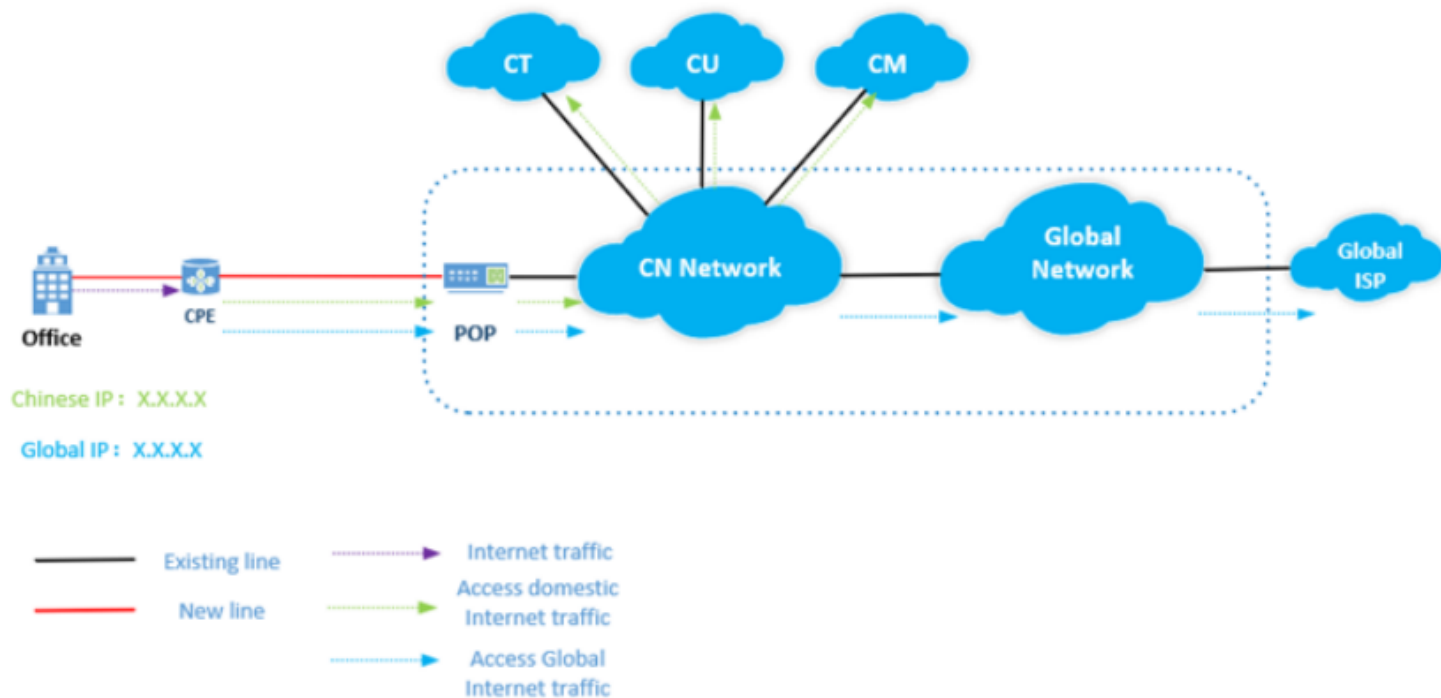 CT
CU
CM
CN Network
Global
Network
Global
ISP
CPE
POP
Office
Chinese IP： X.X.X.X
Global IP： X.X.X.X
Existing line
Internet traffic
New line
Access domestic
Internet traffic
Access Global
Internet traffic